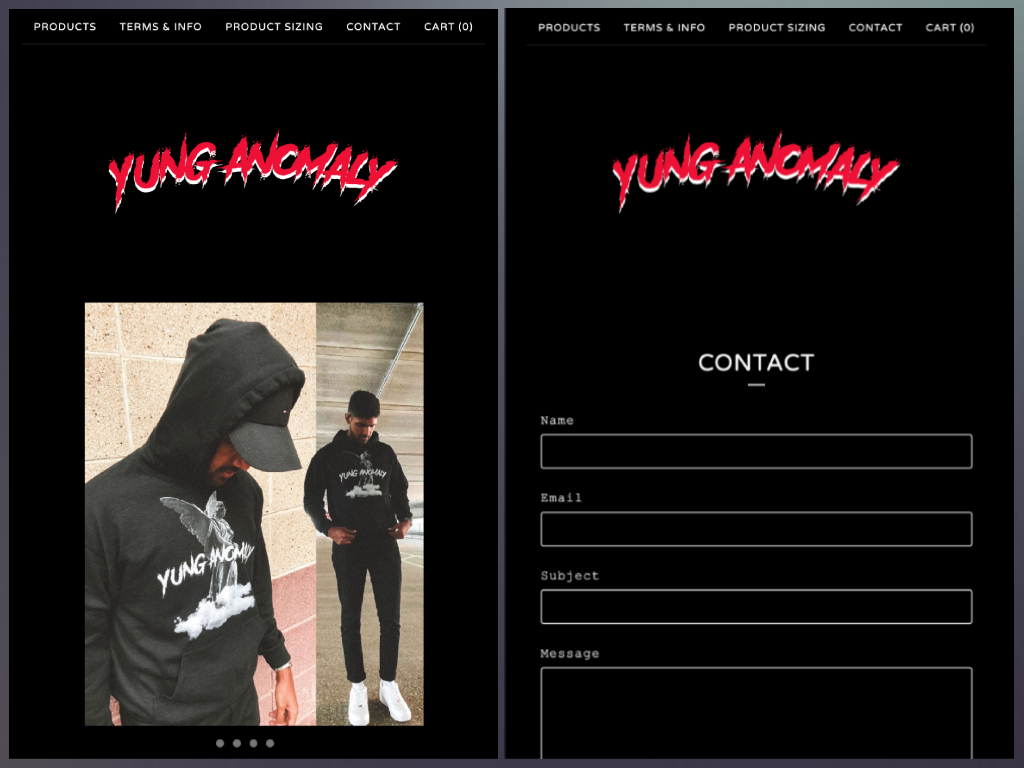 PRODUCTS TERMS & INFO PRODUCT SIZING CONTACT CART (0)
YUNG ANOMALY
YUNG ANOMALY
YUNG ANOMALY
PRODUCTS TERMS & INFO PRODUCT SIZING CONTACT CART (0)
YUNG ANOMALY
CONTACT
Name
Email
Subject
Message